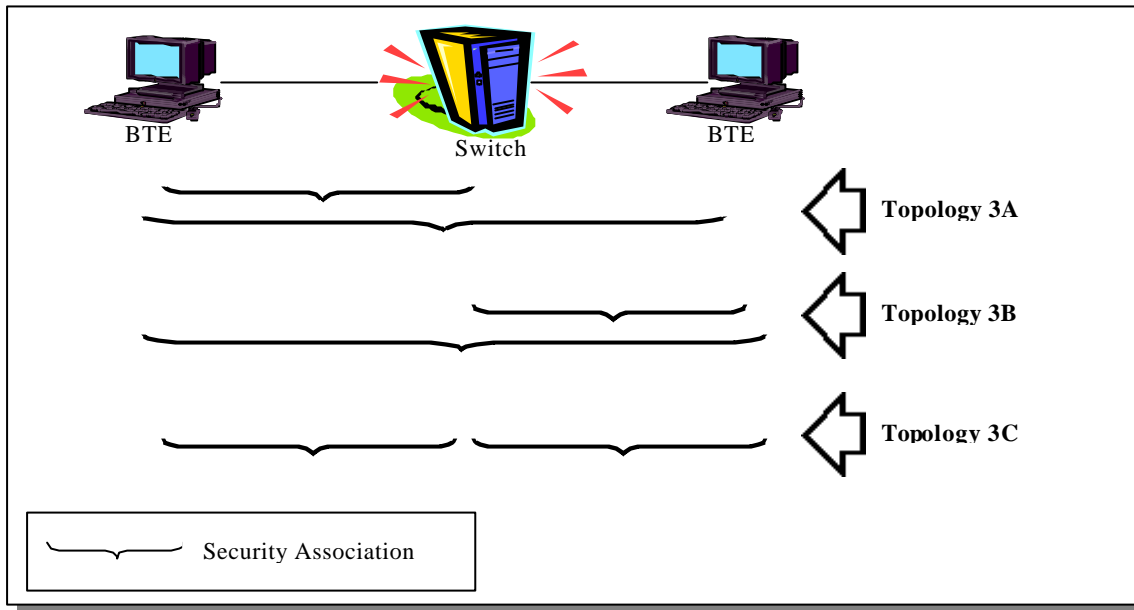 BTE
Switch
BTE
Topology 3A
Topology 3B
Topology 3C
Security Association